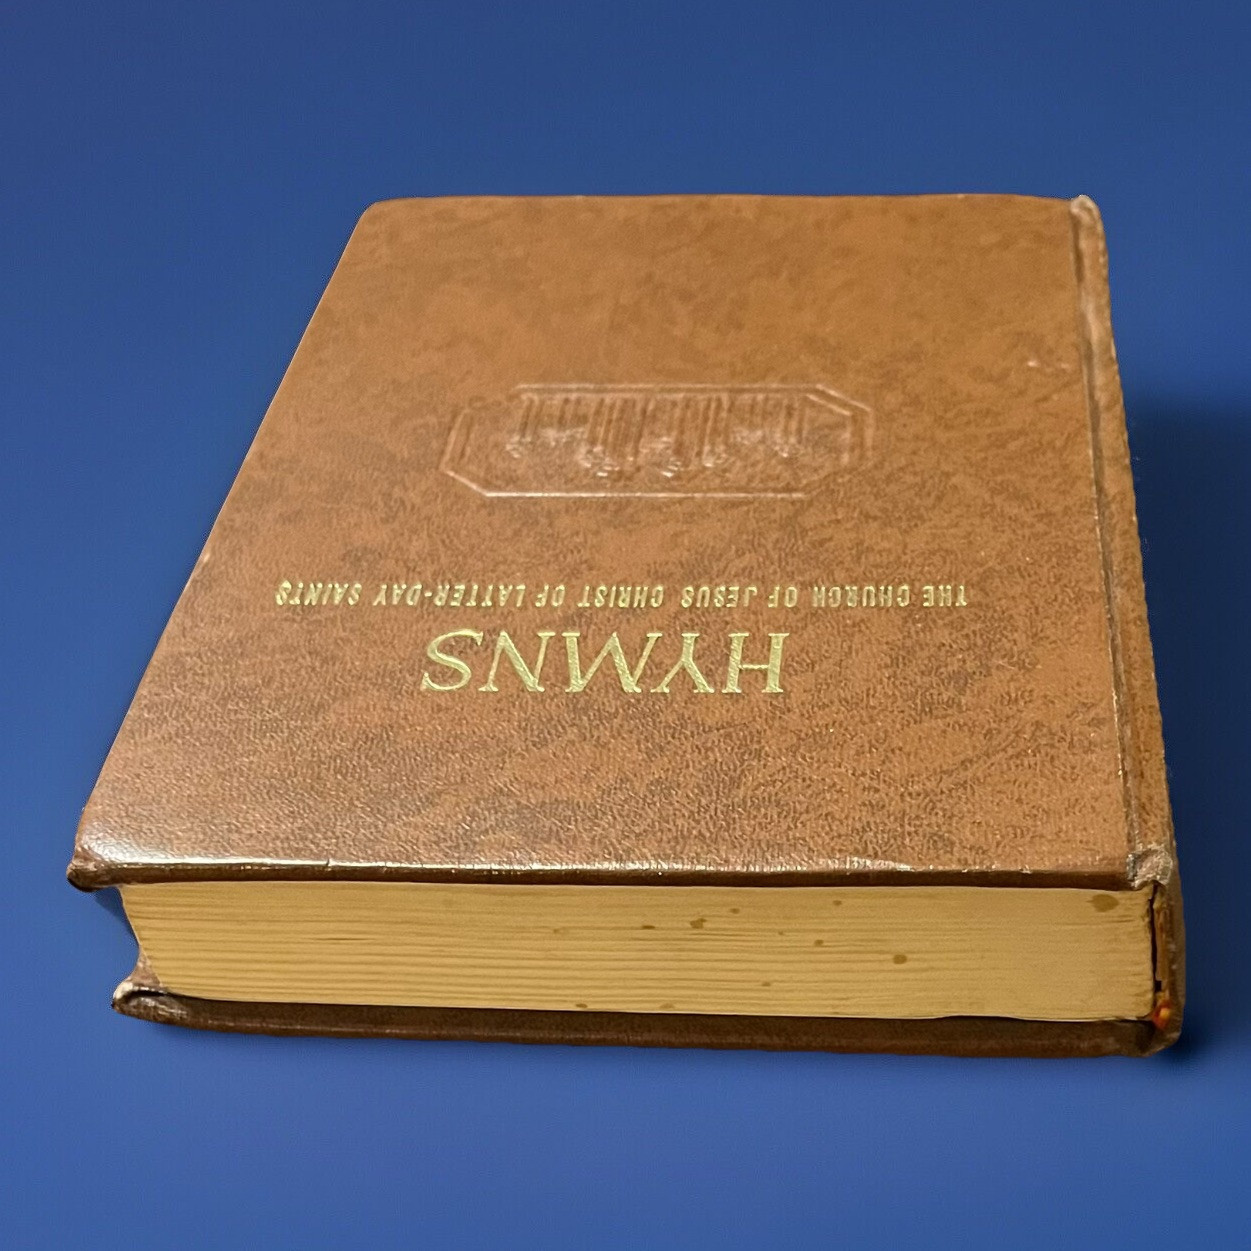 HYMNS
THE CHURCH OF JESUS CHRIST OF LATTER-DAY SAINTS